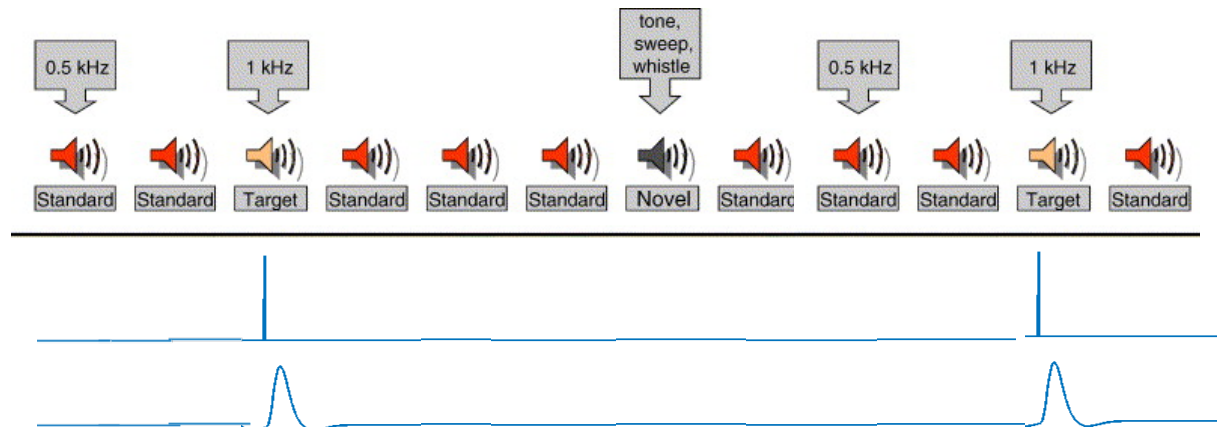 tone,
sweep,
whistle
0.5 kHz
1 kHz
0.5 kHz
1 kHz
Standard
Standard
Target
Standard
Standard
Standard
Novel
Standard
Standard
Standard
Target
Standard